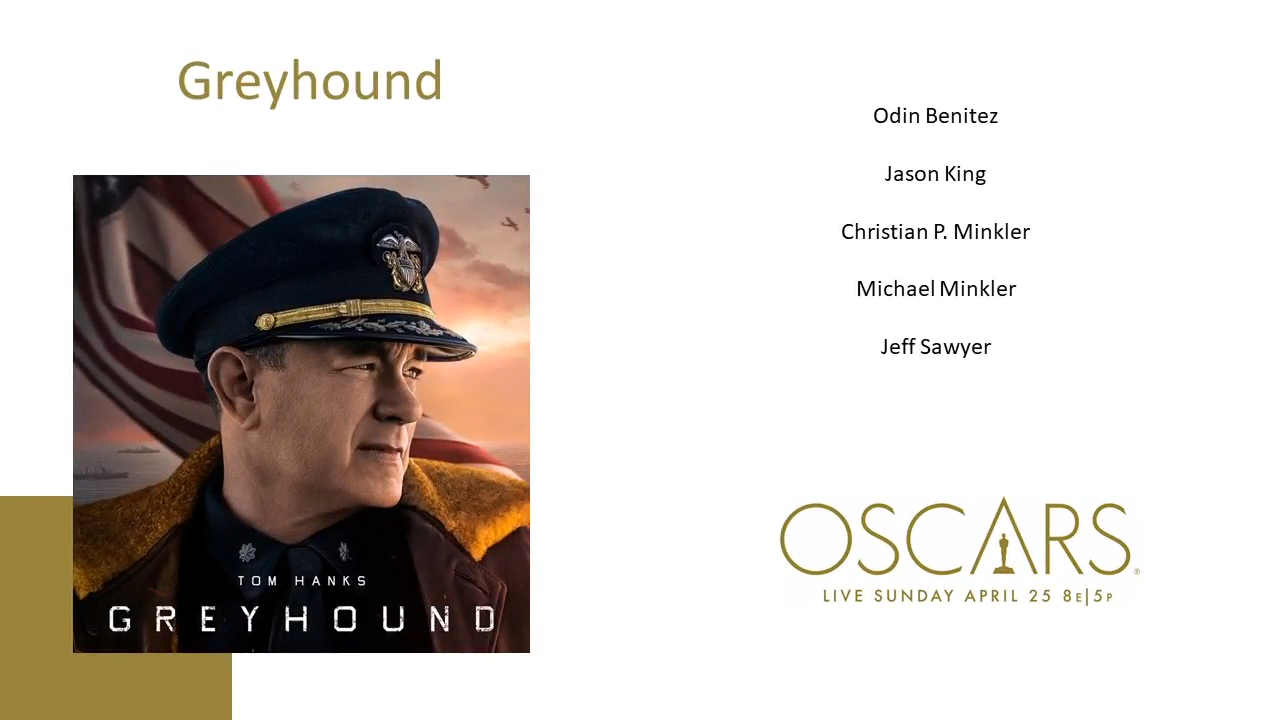 Greyhound
TOM HANKS
GREYHOUND
Odin Benitez
Jason King
Christian P. Minkler
Michael Minkler
Jeff Sawyer
OSCARS®
LIVE SUNDAY APRIL 25 8E|5P